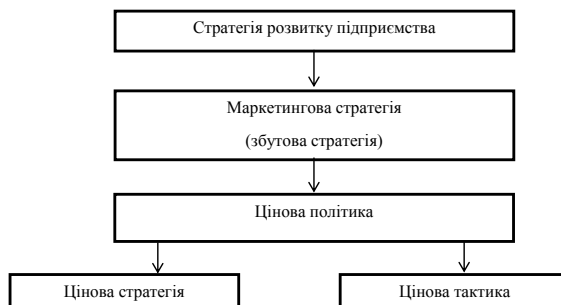 Стратегія розвитку підприємства
Маркетингова стратегія
(збутова стратегія)
Цінова політика
Цінова стратегія
Цінова тактика